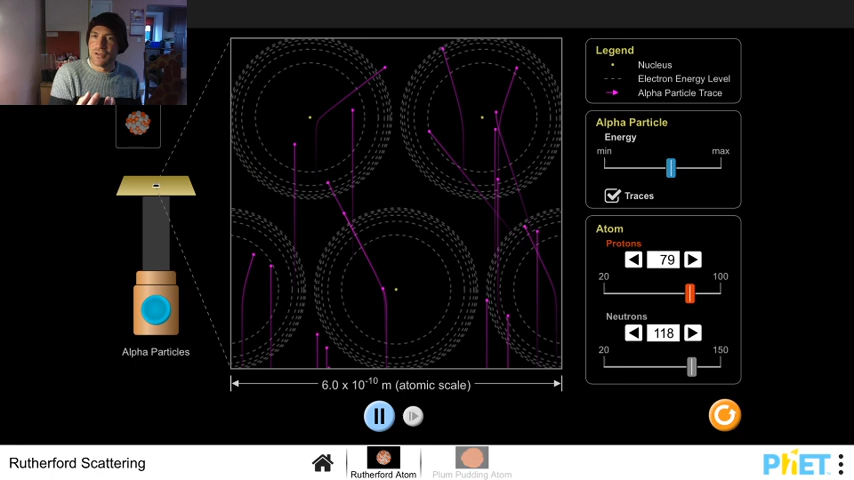 Legend
Nucleus
Electron Energy Level
Alpha Particle Trace
Alpha Particle
Energy
min max
Traces
Atom
Protons
79
20 100
Neutrons
118
20 150
Alpha Particles
6.0 x 10⁻¹⁰ m (atomic scale)
Rutherford Scattering
Rutherford Atom
Plum Pudding Atom
PhET